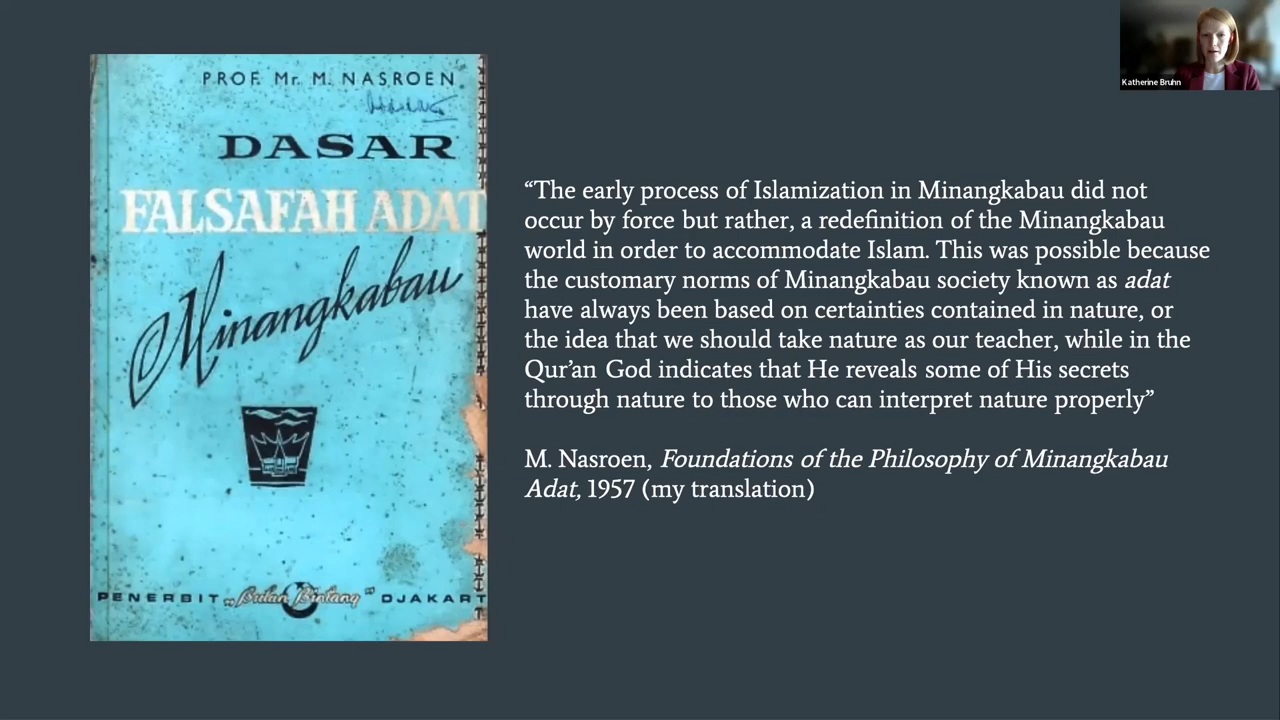 PROF. Mr. M. NASROEN
DASAR
FALSAFAH ADAT
Minangkabau
PENERBIT „Bulan Bintang" DJAKART
Katherine Bruhn
“The early process of Islamization in Minangkabau did not
occur by force but rather, a redefinition of the Minangkabau
world in order to accommodate Islam. This was possible because
the customary norms of Minangkabau society known as adat
have always been based on certainties contained in nature, or
the idea that we should take nature as our teacher, while in the
Qur’an God indicates that He reveals some of His secrets
through nature to those who can interpret nature properly”
M. Nasroen, Foundations of the Philosophy of Minangkabau
Adat, 1957 (my translation)